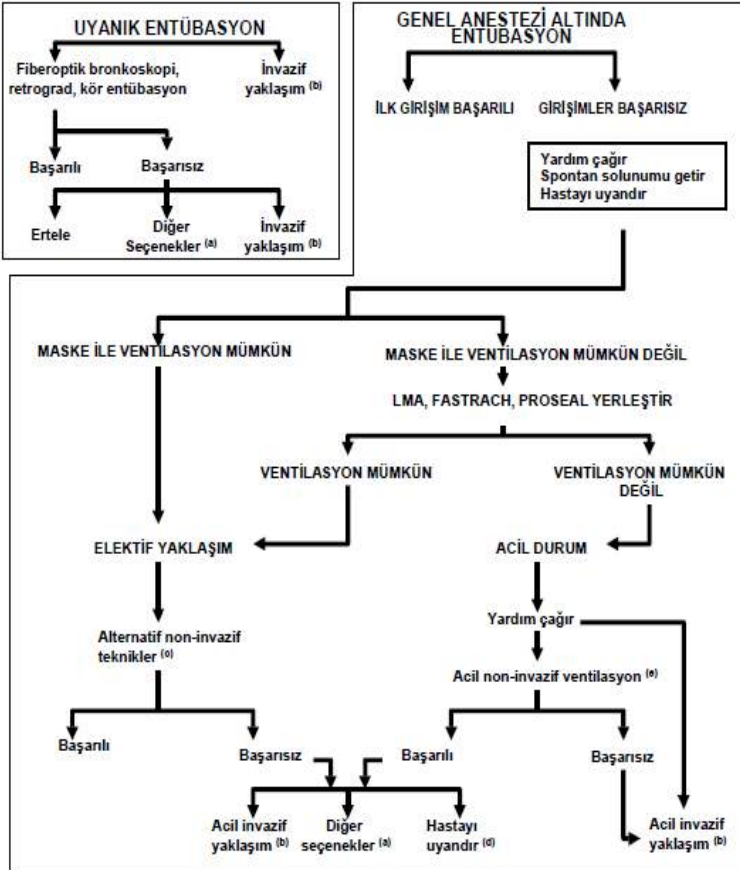 UYANIK ENTÜBASYON
Fiberoptik bronkoskopi,
retrograd, kör entübasyon
İnvazif
yaklaşım (b)
Başarılı
Başarısız
Ertele
Diğer
Seçenekler (a)
İnvazif
yaklaşım (b)
GENEL ANESTEZİ ALTINDA
ENTUBASYON
İLK GİRİŞİM BAŞARILI
GİRİŞİMLER BAŞARISIZ
Yardım çağır
Spontan solunumu getir
Hastayı uyandır
MASKE İLE VENTİLASYON MÜMKÜN
MASKE İLE VENTİLASYON MÜMKÜN DEĞİL
LMA, FASTRACH, PROSEAL YERLEŞTİR
VENTİLASYON MÜMKÜN
VENTİLASYON MÜMKÜN
DEĞİL
ELEKTİF YAKLAŞIM
ACİL DURUM
Yardım çağır
Alternatif non-invazif
teknikler (c)
Acil non-invazif ventilasyon (e)
Başarılı
Başarısız
Başarılı
Başarısız
Acil invazif
yaklaşım (b)
Diğer
seçenekler (a)
Hastayı
uyandır (d)
Acil invazif
yaklaşım (b)